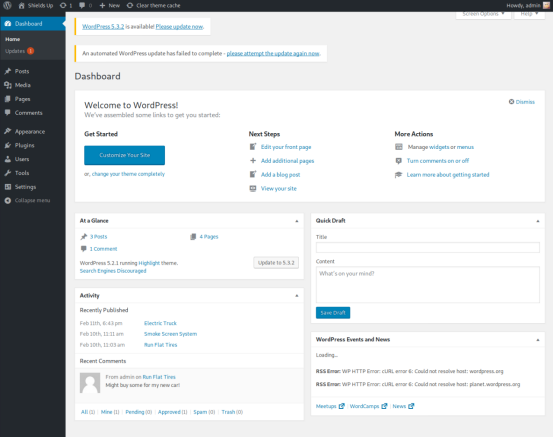 Shields Up 1 0 New Clear theme cache Howdy, admin
Screen Options Help
Dashboard
Home
Updates 1
Posts
Media
Pages
Comments
Appearance
Plugins
Users
Tools
Settings
Collapse menu
WordPress 5.3.2 is available! Please update now.
An automated WordPress update has failed to complete - please attempt the update again now.
Dashboard
Welcome to WordPress!
We've assembled some links to get you started:
Dismiss
Get Started
Customize Your Site
or, change your theme completely
Next Steps
Edit your front page
Add additional pages
Add a blog post
View your site
More Actions
Manage widgets or menus
Turn comments on or off
Learn more about getting started
At a Glance
3 Posts 4 Pages
1 Comment
WordPress 5.2.1 running Highlight theme. Update to 5.3.2
Search Engines Discouraged
Activity
Recently Published
Feb 11th, 6:43 pm Electric Truck
Feb 10th, 11:11 am Smoke Screen System
Feb 10th, 11:03 am Run Flat Tires
Recent Comments
From admin on Run Flat Tires
Might buy some for my new car!
All (1) | Mine (1) | Pending (0) | Approved (1) | Spam (0) | Trash (0)
Quick Draft
Title
Content
What's on your mind?
Save Draft
WordPress Events and News
Loading...
RSS Error: WP HTTP Error: cURL error 6: Could not resolve host: wordpress.org
RSS Error: WP HTTP Error: cURL error 6: Could not resolve host: planet.wordpress.org
Meetups | WordCamps | News